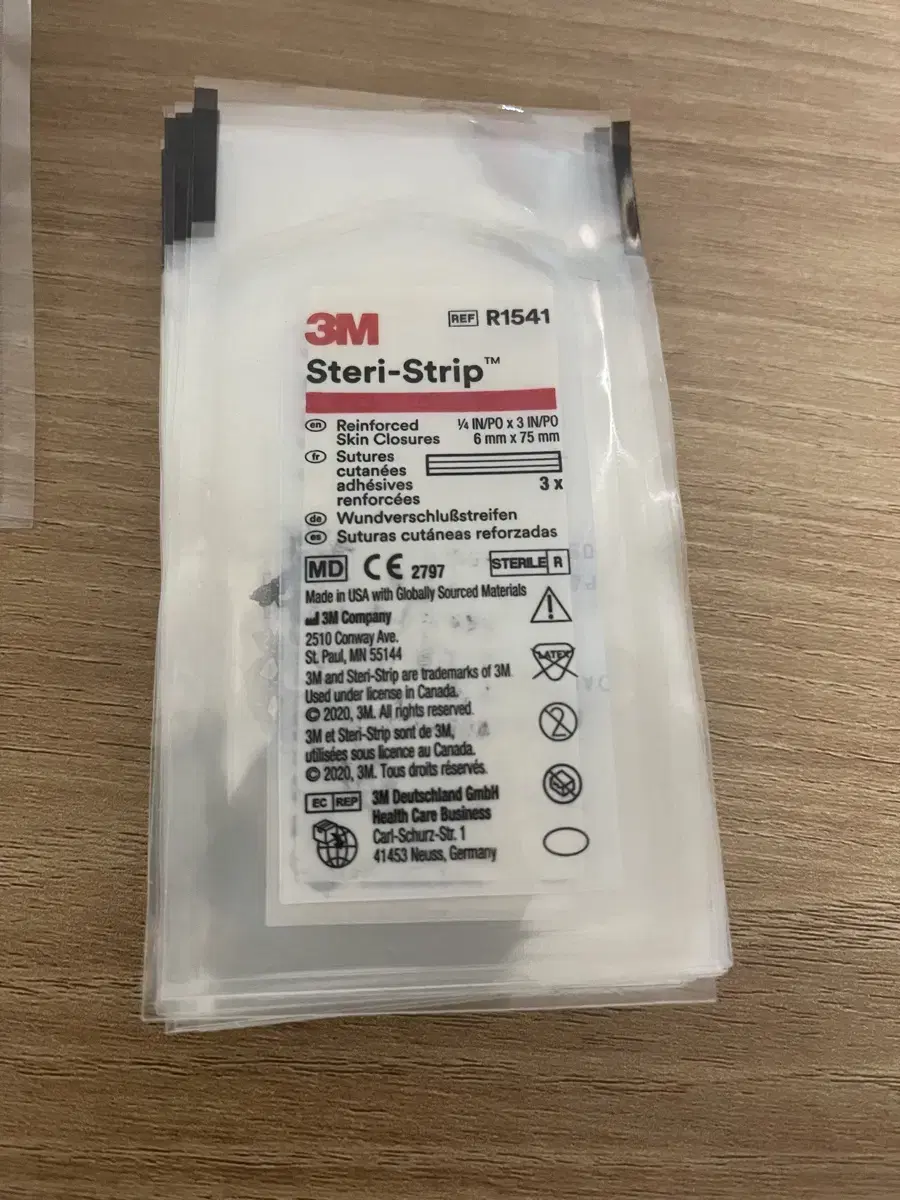 3M
REF R1541
Steri-Strip™
en Reinforced Skin Closures
¼ IN/PO x 3 IN/PO
6 mm x 75 mm
fr Sutures
cutanées
adhésives
renforcées
3 x
de Wundverschlußstreifen
es Suturas cutáneas reforzadas
MD CE 2797 STERILE R
Made in USA with Globally Sourced Materials
3M Company
2510 Conway Ave.
St. Paul, MN 55144
LATEX
3M and Steri-Strip are trademarks of 3M.
Used under license in Canada.
© 2020, 3M. All rights reserved.
2
3M et Steri-Strip sont de 3M,
utilisées sous licence au Canada.
© 2020, 3M. Tous droits réservés.
EC REP 3M Deutschland GmbH
Health Care Business
Carl-Schurz-Str. 1
41453 Neuss, Germany